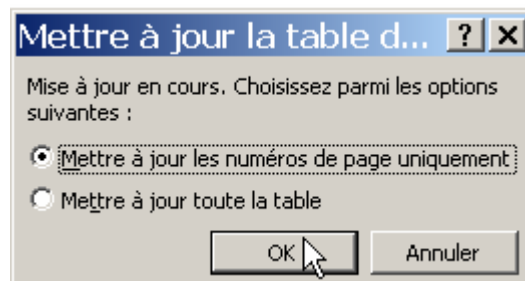 Mettre à jour la table d... ? ×
Mise à jour en cours. Choisissez parmi les options
suivantes :
Mettre à jour les numéros de page uniquement
Mettre à jour toute la table
OK Annuler